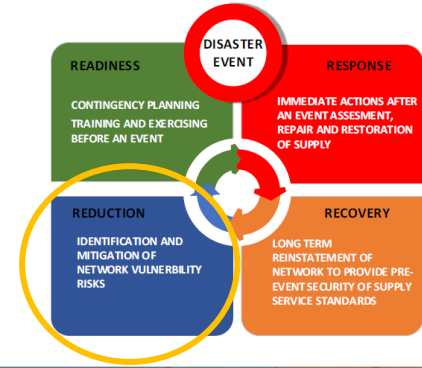 DISASTER
EVENT
READINESS
CONTINGENCY PLANNING
TRAINING AND EXERCISING
BEFORE AN EVENT
RESPONSE
IMMEDIATE ACTIONS AFTER
AN EVENT ASSESMENT,
REPAIR AND RESTORATION
OF SUPPLY
REDUCTION
IDENTIFICATION AND
MITIGATION OF
NETWORK VULNERBILITY
RISKS
RECOVERY
LONG TERM
REINSTATEMENT OF
NETWORK TO PROVIDE PRE-
EVENT SECURITY OF SUPPLY
SERVICE STANDARDS